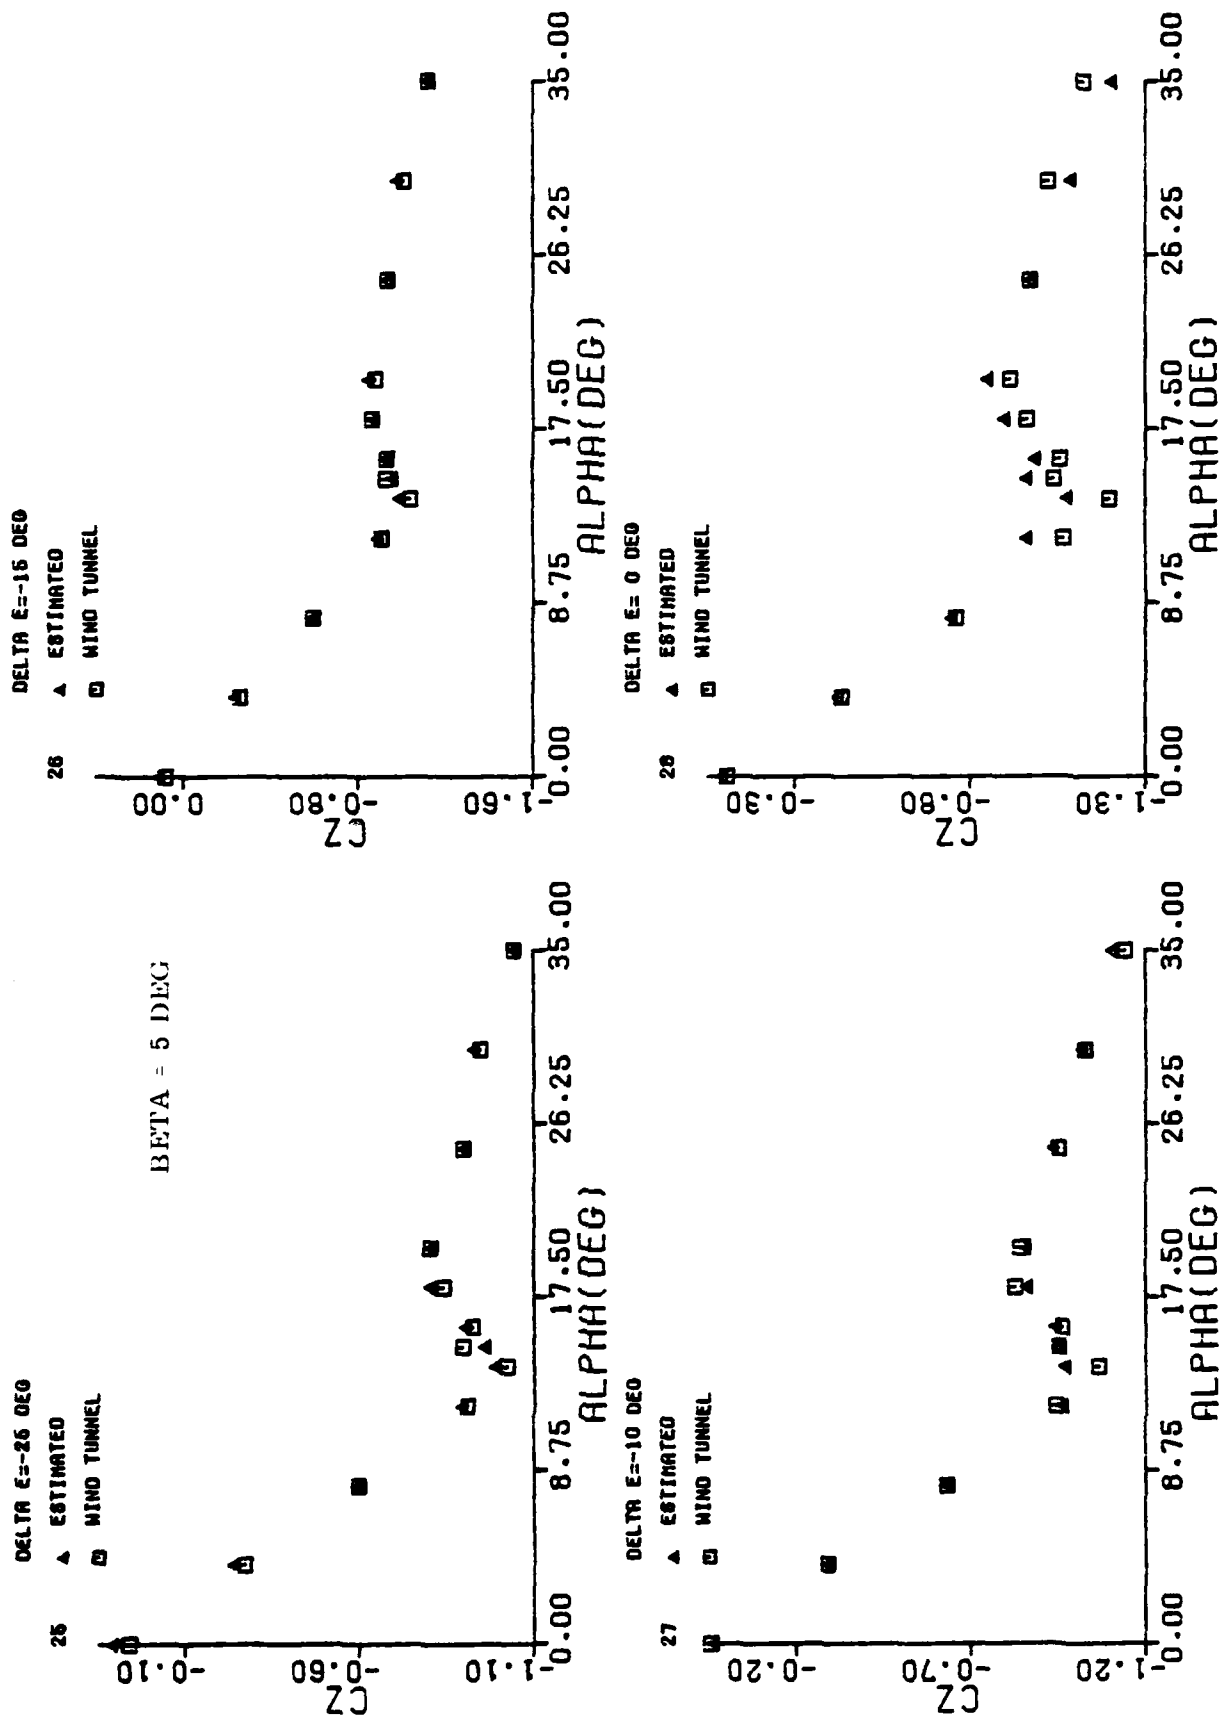 BETA = 5 DEG
25
DELTA E=-25 DEG
ESTIMATED
WIND TUNNEL
CZ
-0.10
-0.60
-1.10
0.00 8.75 17.50 26.25 35.00
ALPHA(DEG)
26
DELTA E=-15 DEG
ESTIMATED
WIND TUNNEL
CZ
0.00
-0.80
-1.60
0.00 8.75 17.50 26.25 35.00
ALPHA(DEG)
27
DELTA E=-10 DEG
ESTIMATED
WIND TUNNEL
CZ
-0.20
-0.70
-1.20
0.00 8.75 17.50 26.25 35.00
ALPHA(DEG)
28
DELTA E= 0 DEG
ESTIMATED
WIND TUNNEL
CZ
-0.30
-0.80
-1.30
0.00 8.75 17.50 26.25 35.00
ALPHA(DEG)